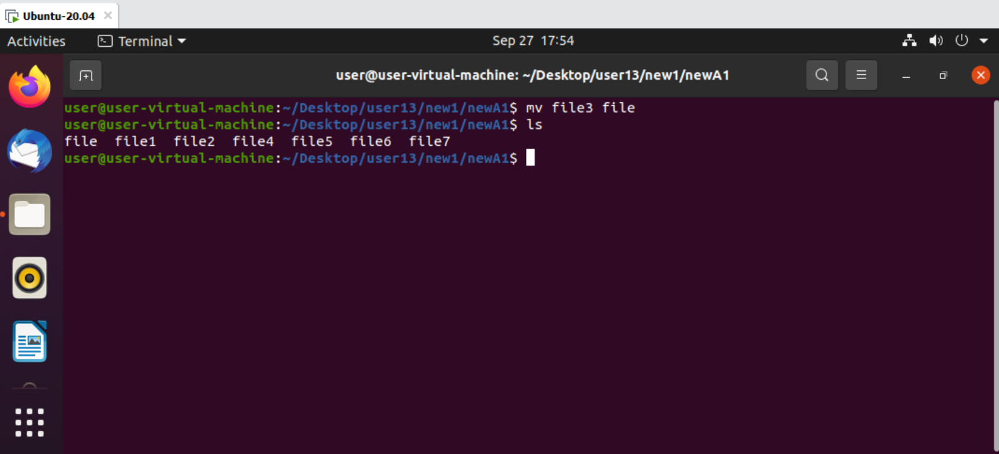 Ubuntu-20.04
Activities Terminal Sep 27 17:54
user@user-virtual-machine: ~/Desktop/user13/new1/newA1
user@user-virtual-machine:~/Desktop/user13/new1/newA1$ mv file3 file
user@user-virtual-machine:~/Desktop/user13/new1/newA1$ ls
file file1 file2 file4 file5 file6 file7
user@user-virtual-machine:~/Desktop/user13/new1/newA1$